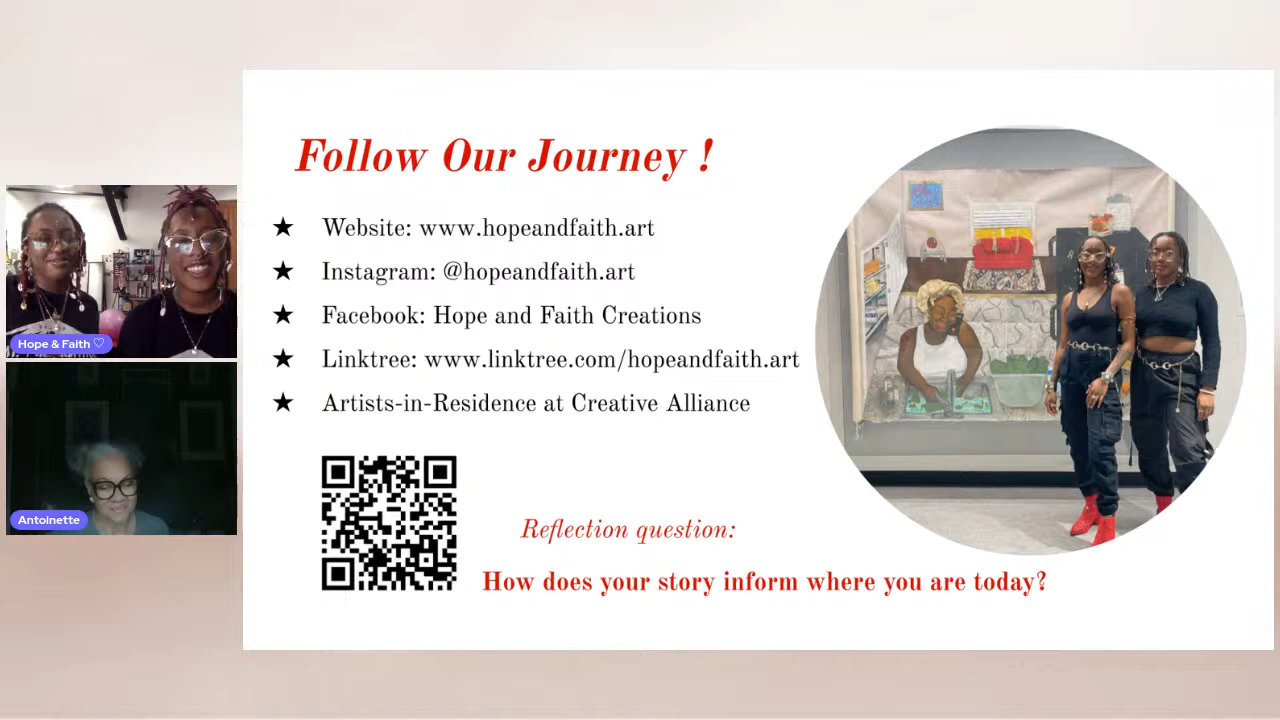 Follow Our Journey !
★ Website: www.hopeandfaith.art
★ Instagram: @hopeandfaith.art
★ Facebook: Hope and Faith Creations
★ Linktree: www.linktree.com/hopeandfaith.art
★ Artists-in-Residence at Creative Alliance
Reflection question:
How does your story inform where you are today?
Hope & Faith ♡
Antoinette